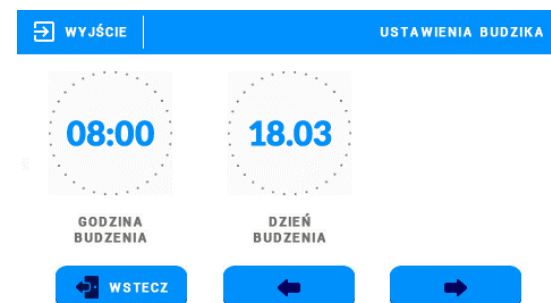 WYJŚCIE
USTAWIENIA BUDZIKA
08:00
18.03
GODZINA
BUDZENIA
DZIEŃ
BUDZENIA
WSTECZ